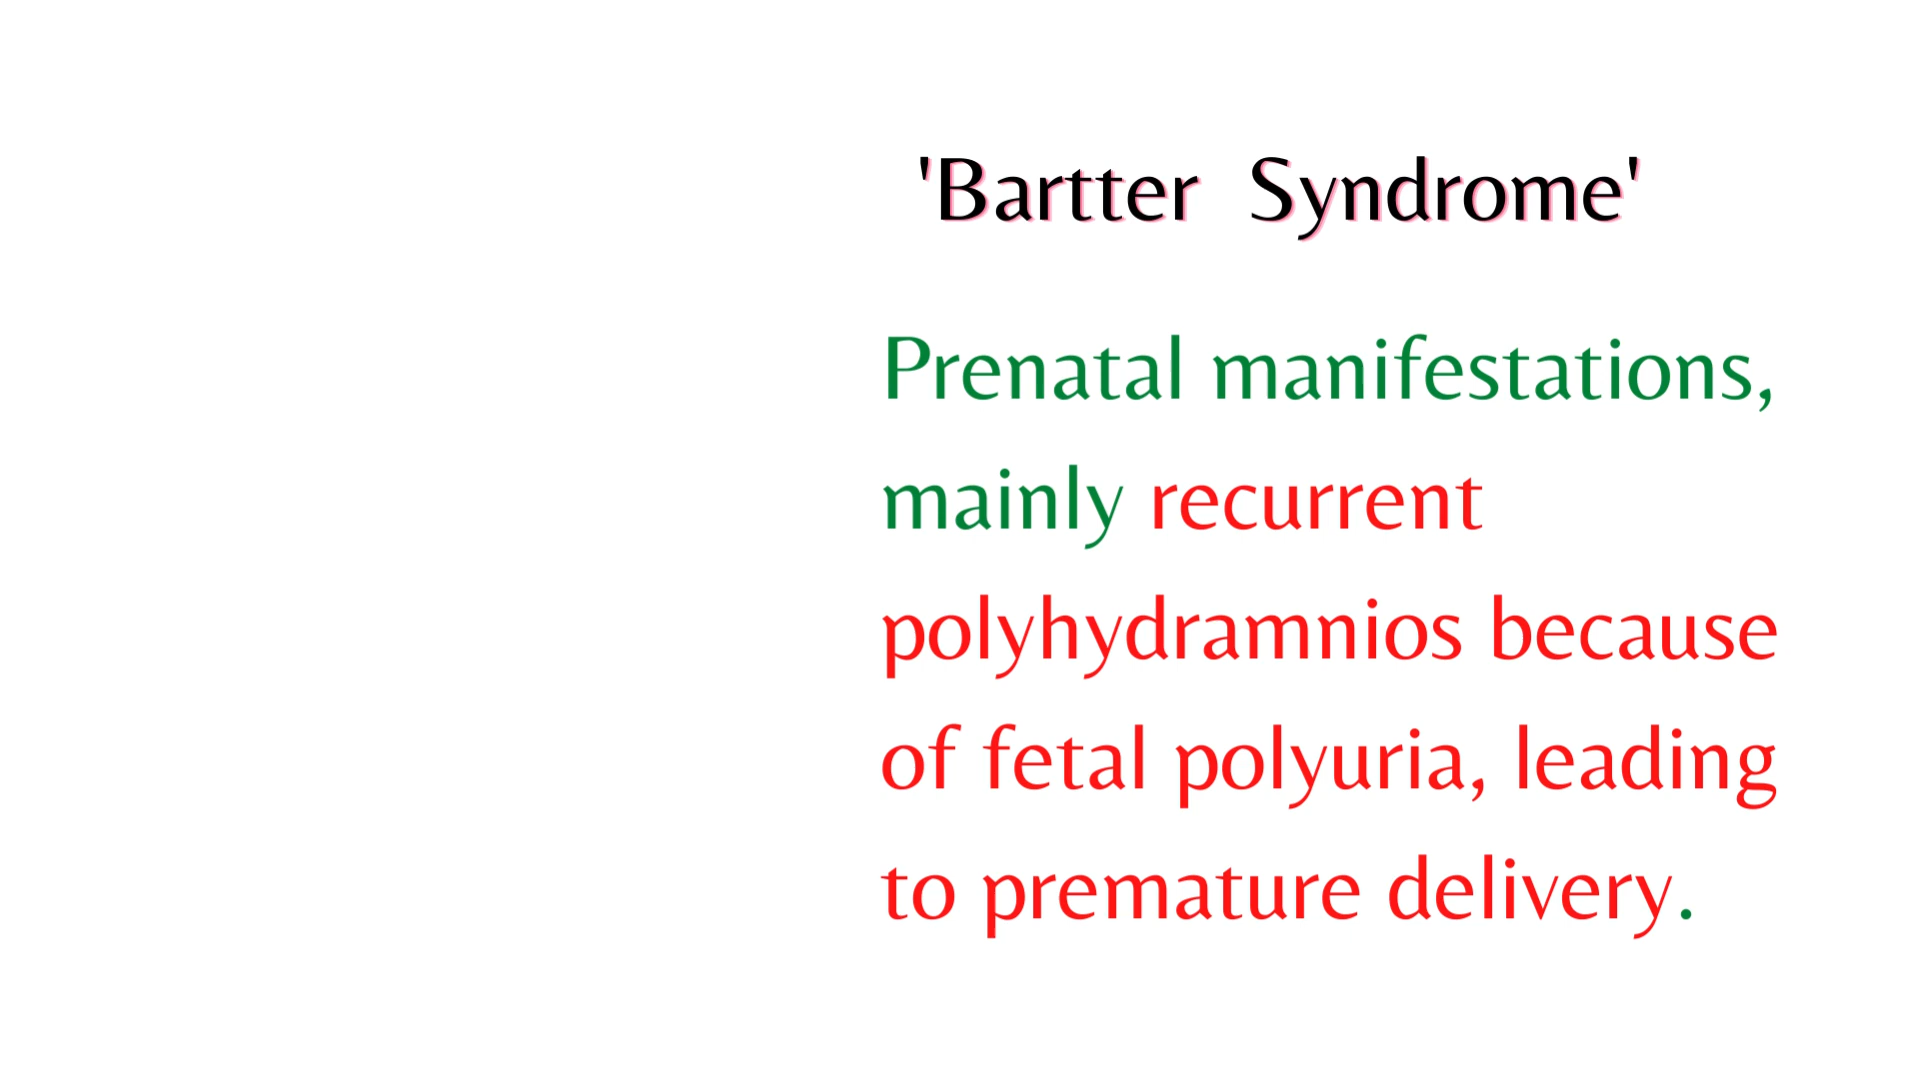 'Bartter Syndrome'
Prenatal manifestations,
mainly recurrent
polyhydramnios because
of fetal polyuria, leading
to premature delivery.